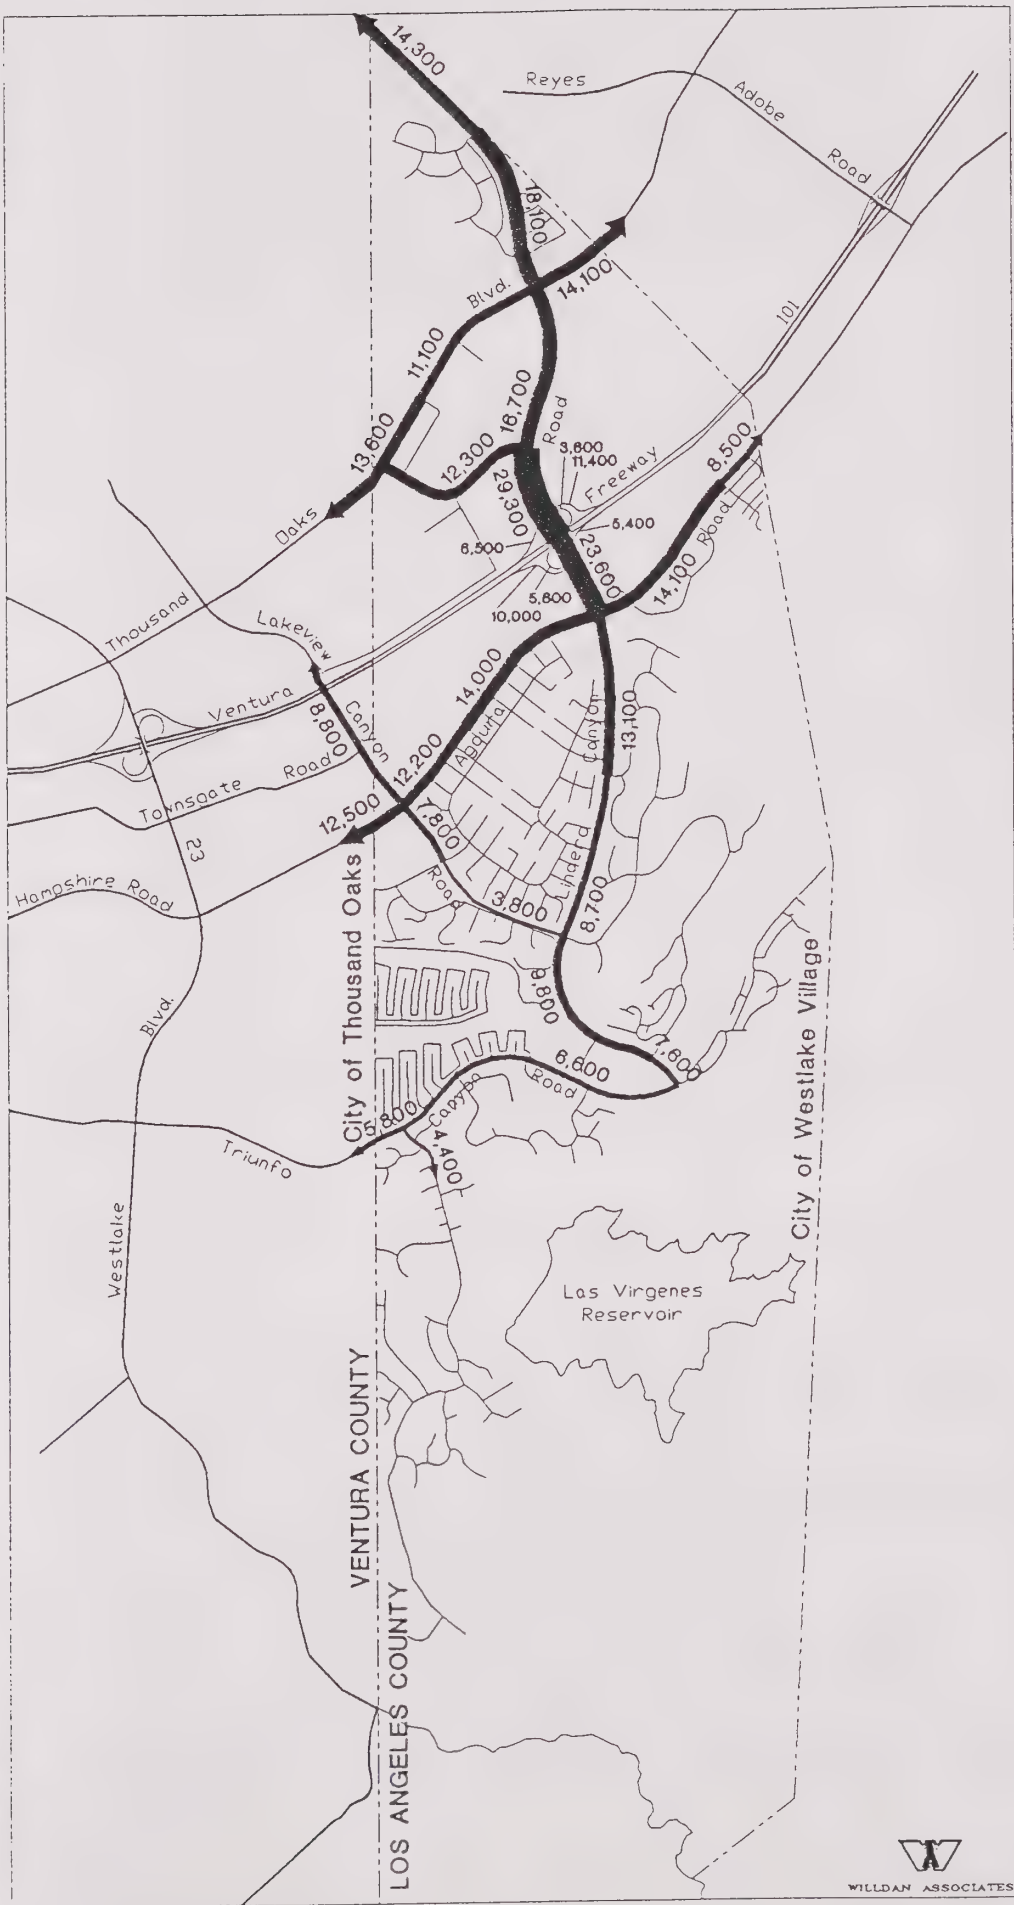 14,300
Reyes
Adobe
Road
18,100
14,100
Blvd.
101
11,100
16,700
Road
13,600
12,300
3,600
11,400
Freeway
8,500
29,300
Oaks
5,400
6,500
23,600
14,100
Road
5,600
10,000
Thousand
Lakeview
14,000
Ventura
8,800
Canyon
Agoura
Canyon
13,100
Townsgate Road
12,200
12,500
7,800
23
Hampshire Road
Road
3,800
Lindero
8,700
City of Thousand Oaks
9,800
Blvd.
City of Westlake Village
7,600
6,600
Road
Canyon
5,800
4,400
Triunfo
Westlake
Las Virgenes
Reservoir
VENTURA COUNTY
LOS ANGELES COUNTY
WILLDAN ASSOCIATES